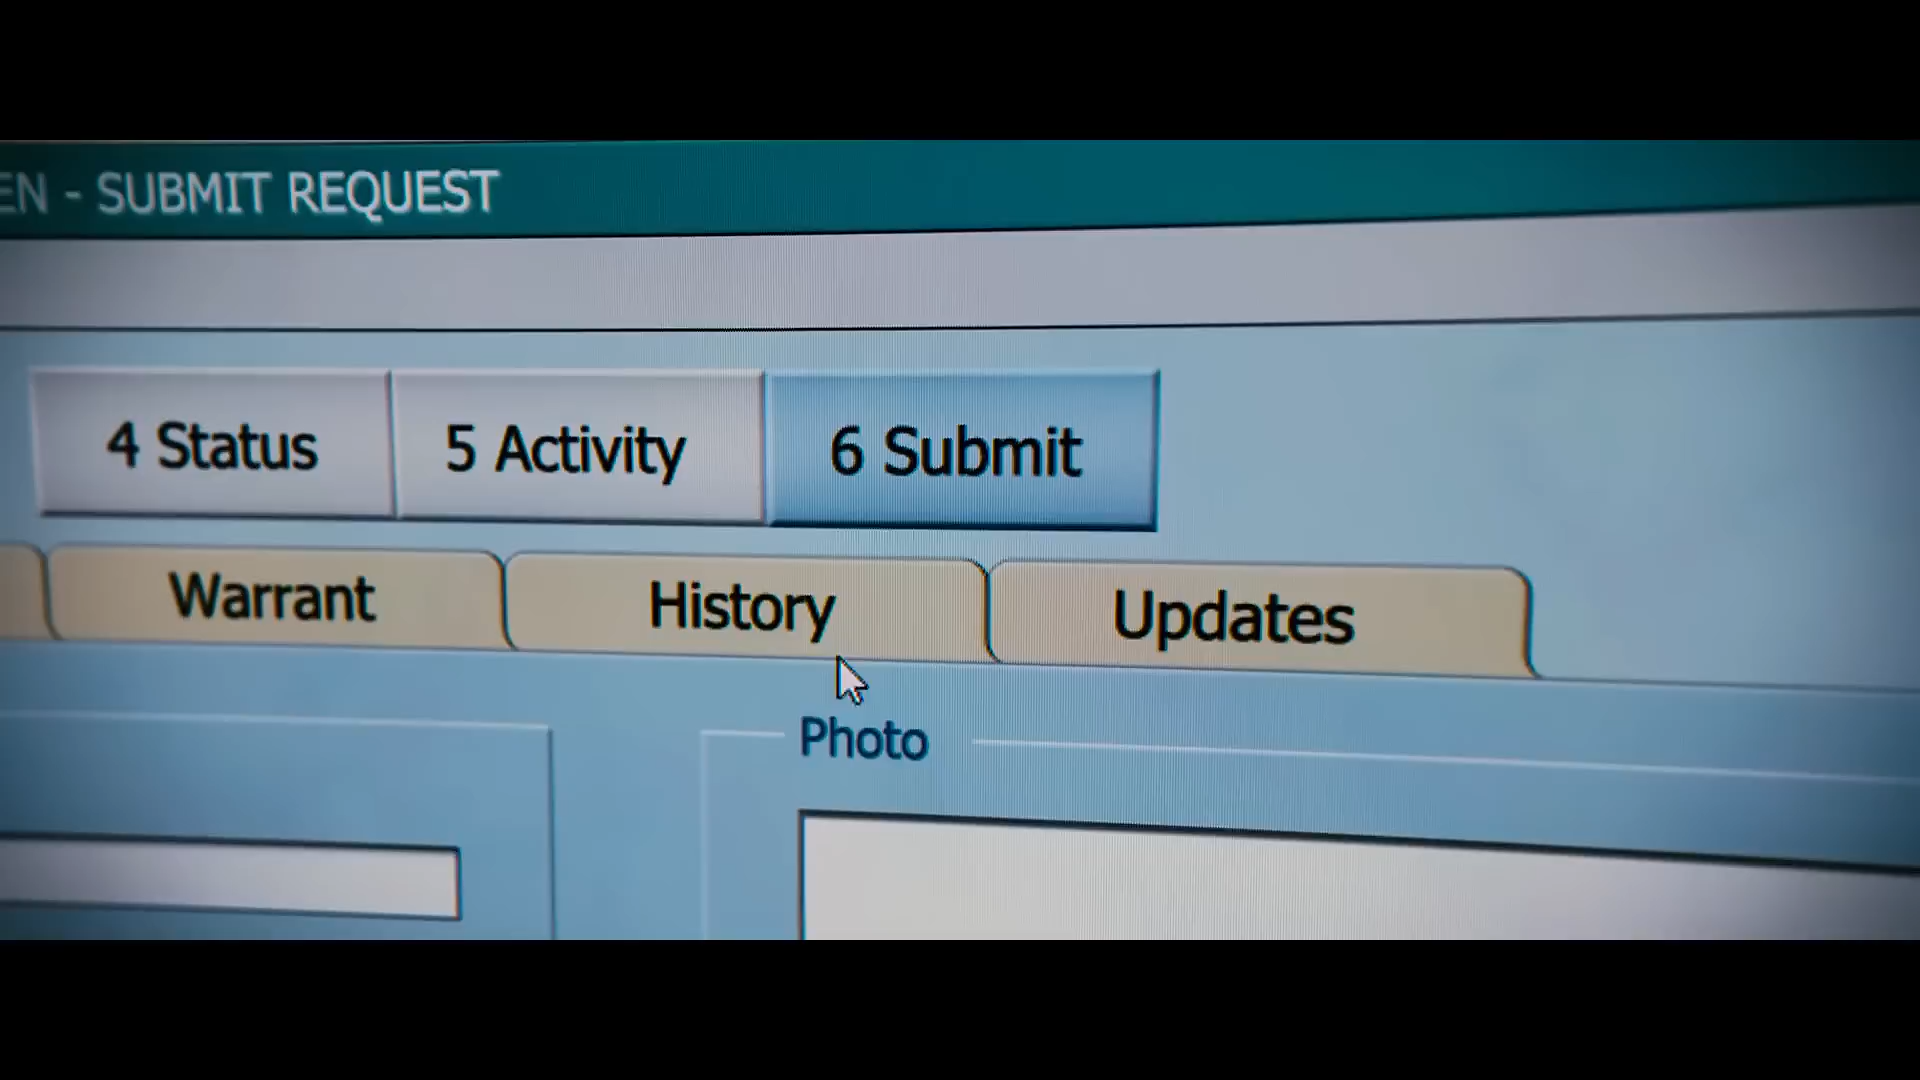 EN - SUBMIT REQUEST
4 Status 5 Activity 6 Submit
Warrant History Updates
Photo